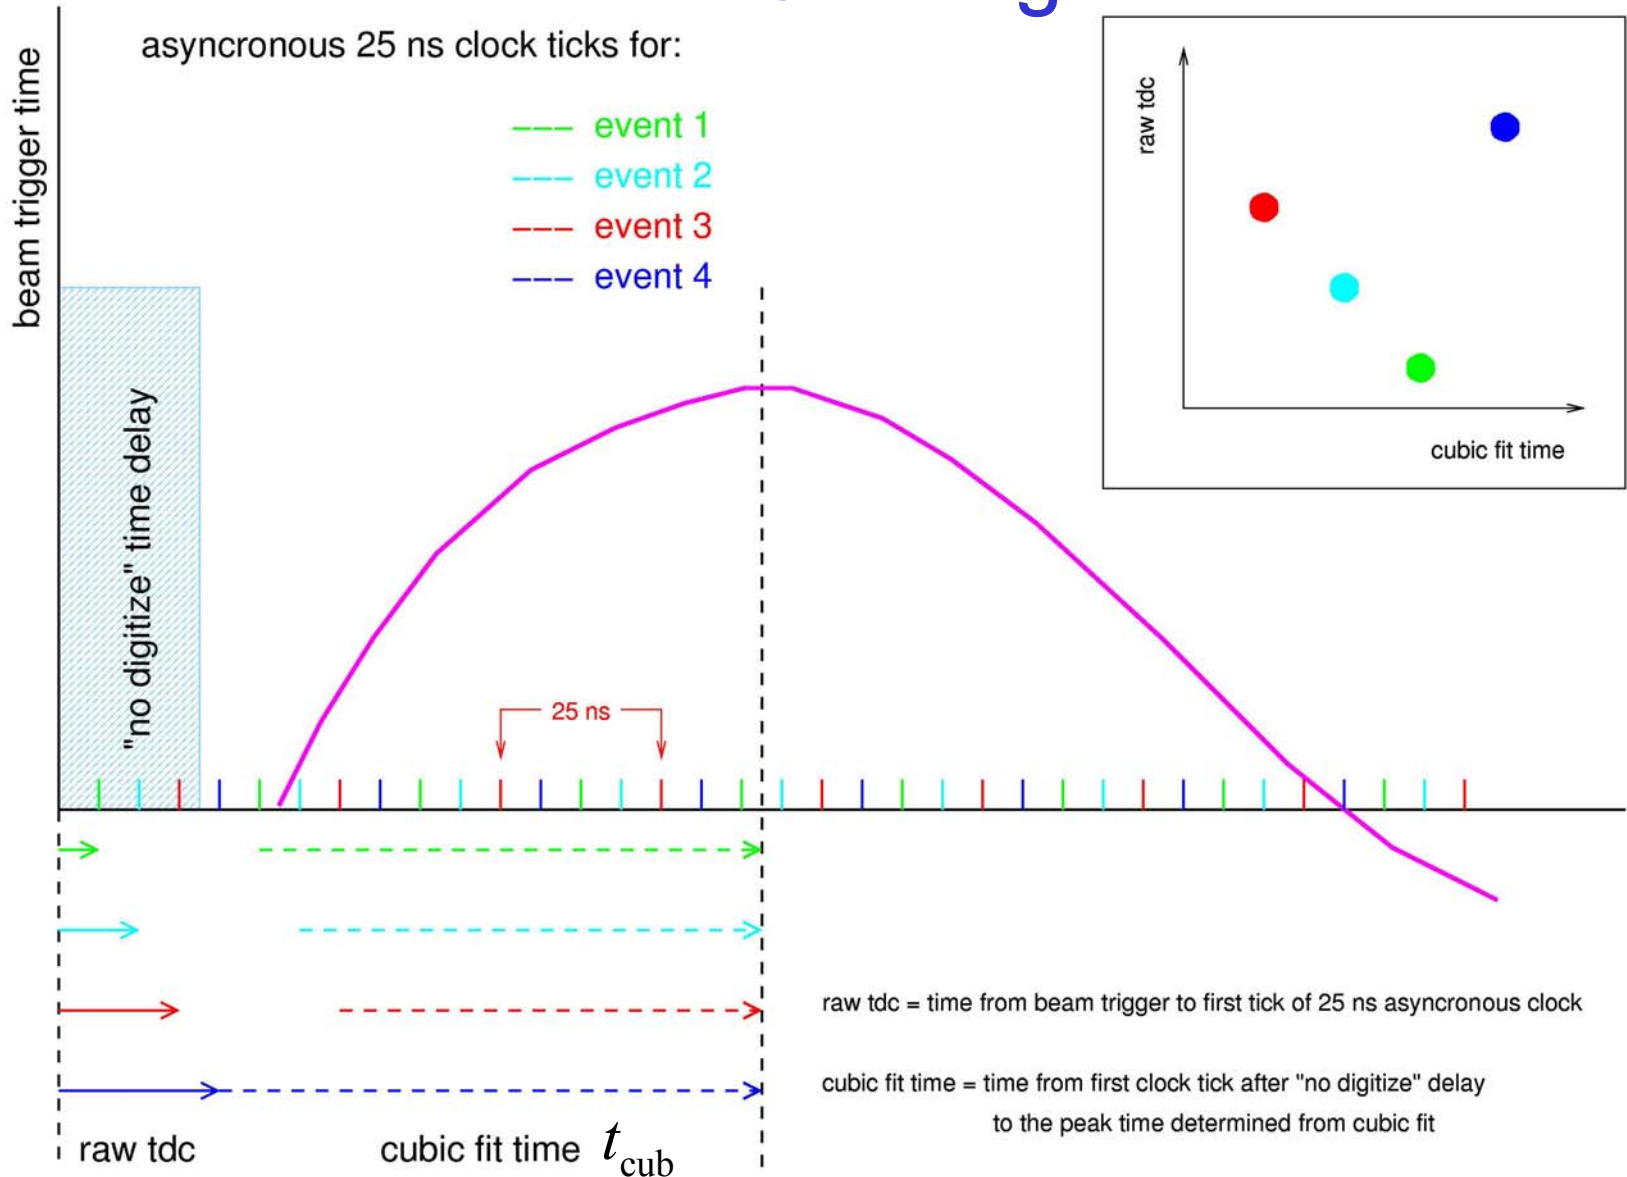 asyncronous 25 ns clock ticks for:
event 1
event 2
event 3
event 4
beam trigger time
"no digitize" time delay
25 ns
raw tdc
cubic fit time
raw tdc = time from beam trigger to first tick of 25 ns asyncronous clock
cubic fit time = time from first clock tick after "no digitize" delay
to the peak time determined from cubic fit
raw tdc
cubic fit time t_cub